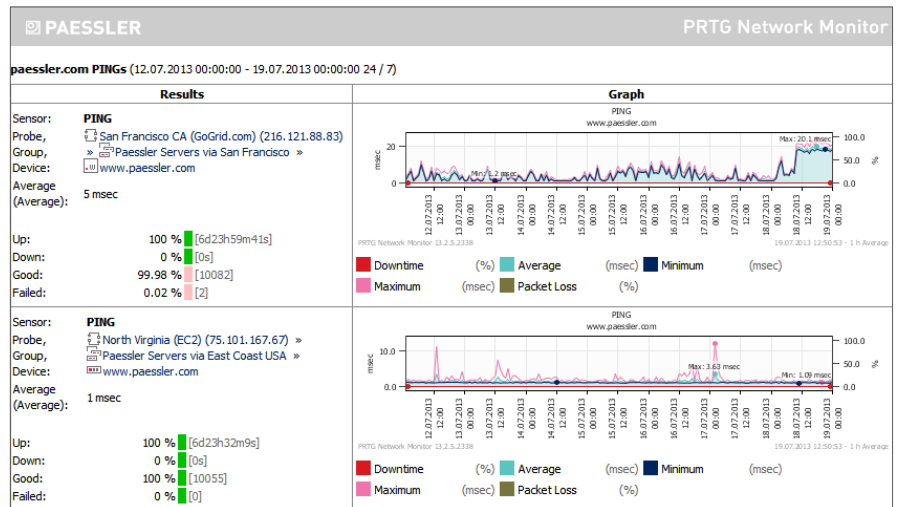 PAESSLER
PRTG Network Monitor
paessler.com PINGs (12.07.2013 00:00:00 - 19.07.2013 00:00:00 24 / 7)
Results
Graph
Sensor: PING
Probe, Group, Device: San Francisco CA (GoGrid.com) (216.121.88.83)
» Paessler Servers via San Francisco »
www.paessler.com
Average (Average): 5 msec
Up: 100 % [6d23h59m41s]
Down: 0 % [0s]
Good: 99.98 % [10082]
Failed: 0.02 % [2]
PING
www.paessler.com
Max: 20.1 msec
Min: 1.2 msec
msec
20
0
100.0
50.0
0.0
%
12.07.2013 12:00
13.07.2013 00:00
13.07.2013 12:00
14.07.2013 00:00
14.07.2013 12:00
15.07.2013 00:00
15.07.2013 12:00
16.07.2013 00:00
16.07.2013 12:00
17.07.2013 00:00
17.07.2013 12:00
18.07.2013 00:00
18.07.2013 12:00
19.07.2013 00:00
PRTG Network Monitor 13.2.5.2338
19.07.2013 12:50:53 - 1 h Average
Downtime (%) Average (msec) Minimum (msec)
Maximum (msec) Packet Loss (%)
Sensor: PING
Probe, Group, Device: North Virginia (EC2) (75.101.167.67) »
Paessler Servers via East Coast USA »
www.paessler.com
Average (Average): 1 msec
Up: 100 % [6d23h32m9s]
Down: 0 % [0s]
Good: 100 % [10055]
Failed: 0 % [0]
PING
www.paessler.com
Max: 3.63 msec
Min: 1.09 msec
msec
10.0
0.0
100.0
50.0
0.0
%
12.07.2013 12:00
13.07.2013 00:00
13.07.2013 12:00
14.07.2013 00:00
14.07.2013 12:00
15.07.2013 00:00
15.07.2013 12:00
16.07.2013 00:00
16.07.2013 12:00
17.07.2013 00:00
17.07.2013 12:00
18.07.2013 00:00
18.07.2013 12:00
19.07.2013 00:00
PRTG Network Monitor 13.2.5.2338
19.07.2013 12:50:53 - 1 h Average
Downtime (%) Average (msec) Minimum (msec)
Maximum (msec) Packet Loss (%)